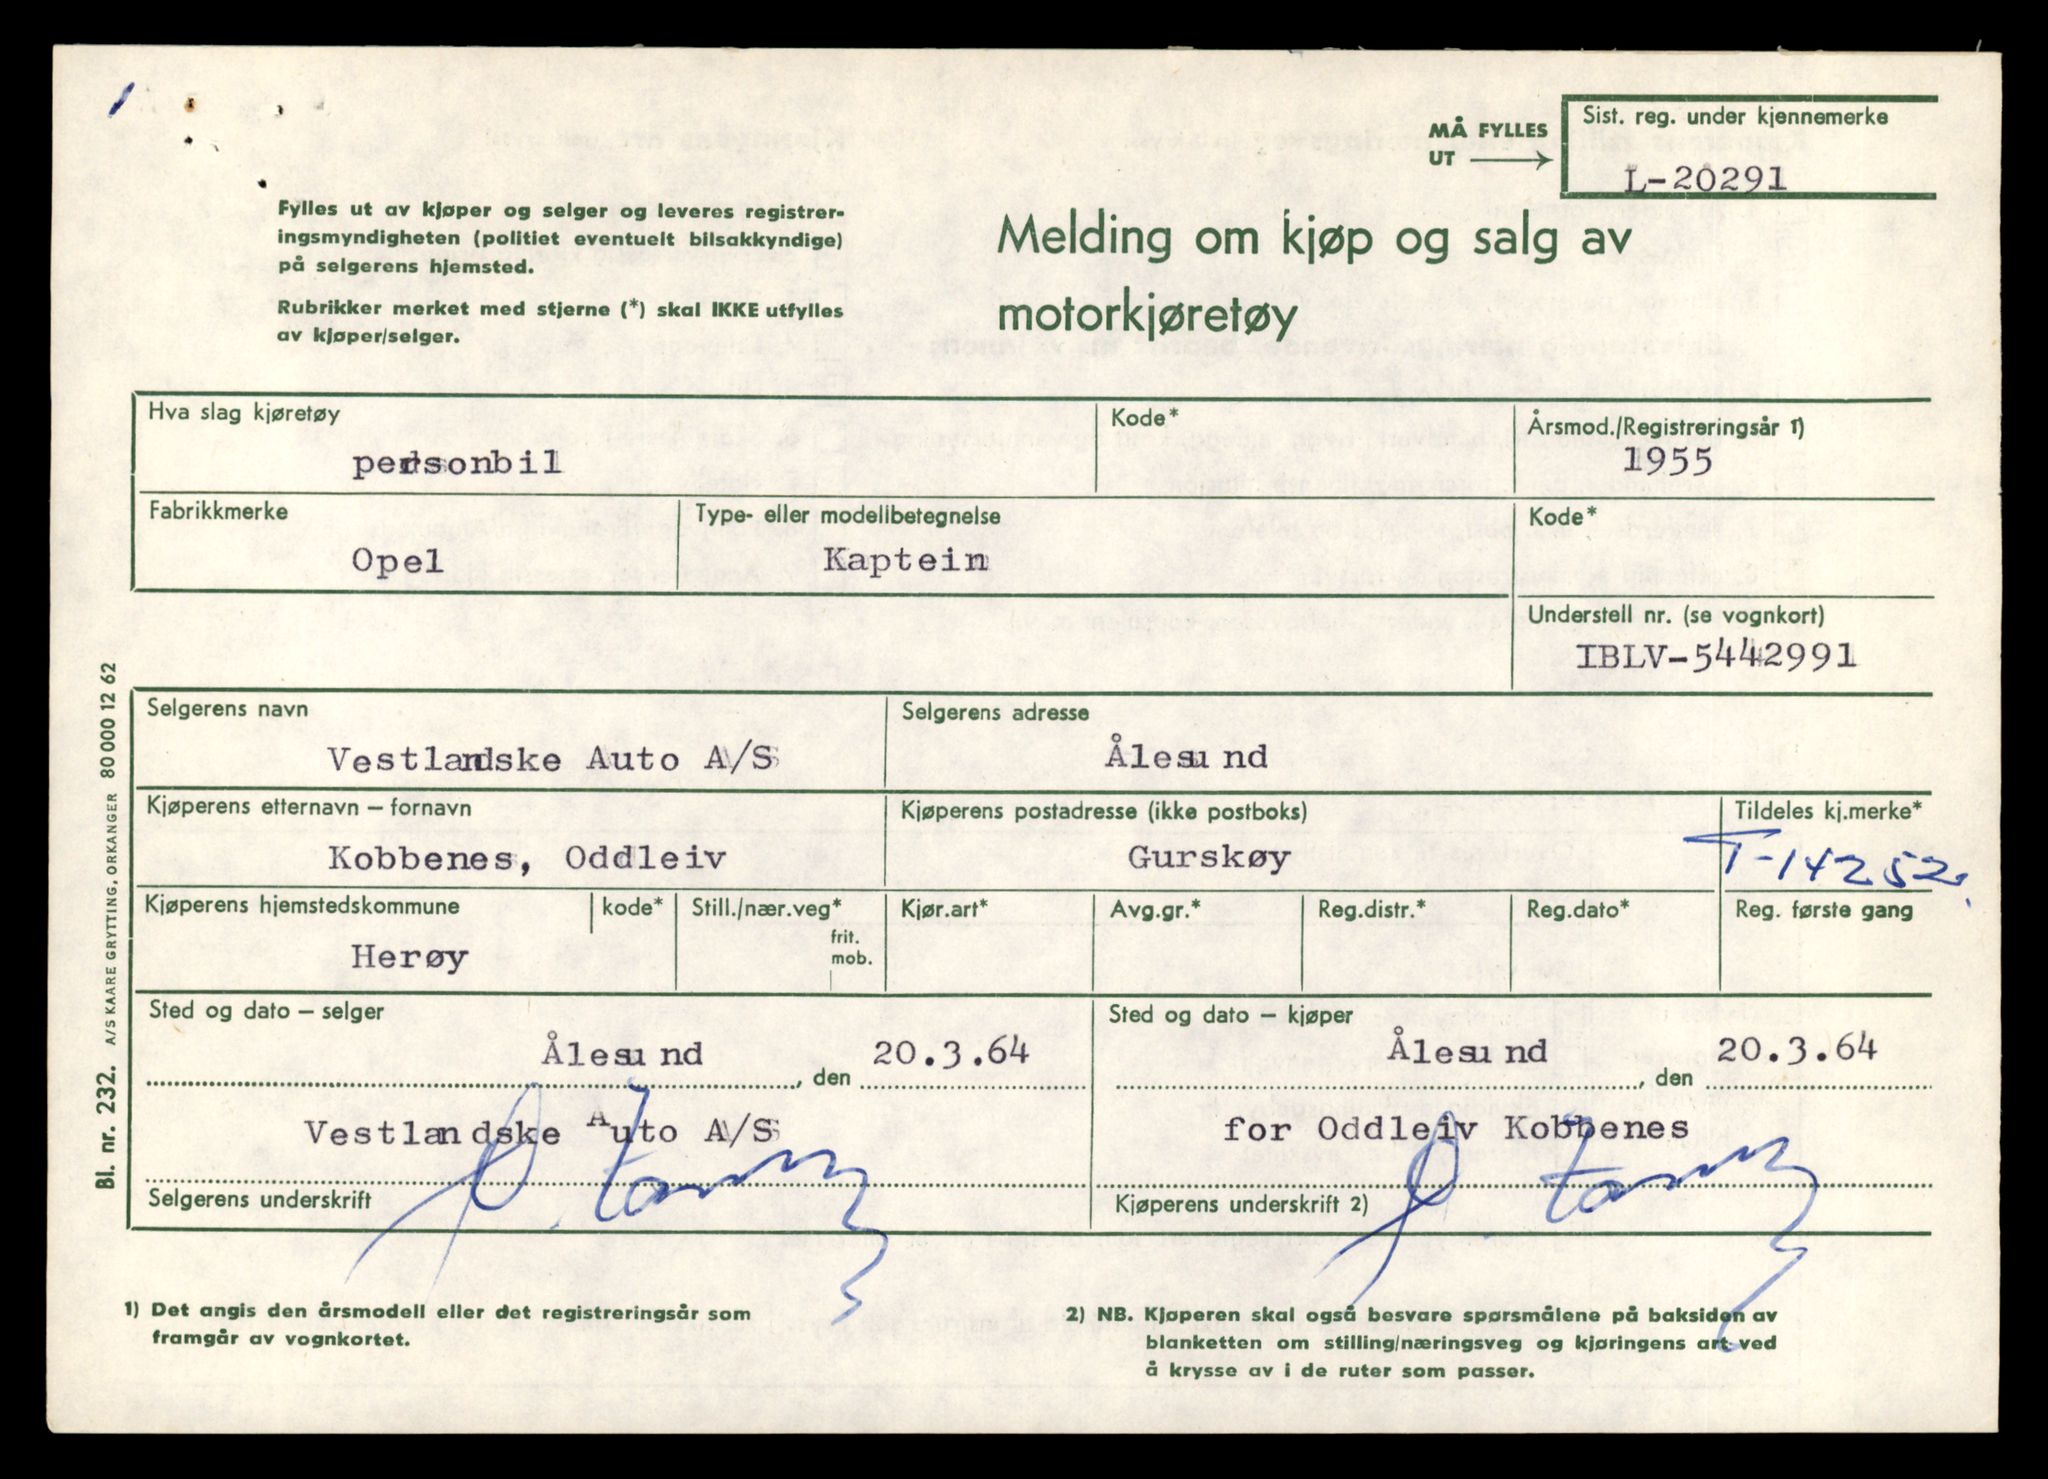 MÅ FYLLES
UT
Sist. reg. under kjennemerke
L-20291
Fylles ut av kjøper og selger og leveres registrer-
ingsmyndigheten (politiet eventuelt bilsakkyndige)
på selgerens hjemsted.
Rubrikker merket med stjerne (*) skal IKKE utfylles
av kjøper/selger.
Melding om kjøp og salg av
motorkjøretøy
Hva slag kjøretøy
personbil
Kode*
Årsmod./Registreringsår 1)
1955
Fabrikkmerke
Opel
Type- eller modellbetegnelse
Kaptein
Kode*
Understell nr. (se vognkort)
IBLV-5442991
Selgerens navn
Vestlandske Auto A/S
Selgerens adresse
Ålesund
Kjøperens etternavn – fornavn
Kobbenes, Oddleiv
Kjøperens postadresse (ikke postboks)
Gurskøy
Tildeles kj.merke*
T-14252
Kjøperens hjemstedskommune
Herøy
kode*
Still./nær.veg*
frit.
mob.
Kjør.art*
Avg.gr.*
Reg.distr.*
Reg.dato*
Reg. første gang
Sted og dato – selger
Ålesund , den 20.3.64
Vestlandske Auto A/S
Selgerens underskrift
Sted og dato – kjøper
Ålesund , den 20.3.64
for Oddleiv Kobbenes
Kjøperens underskrift 2)
1) Det angis den årsmodell eller det registreringsår som
framgår av vognkortet.
2) NB. Kjøperen skal også besvare spørsmålene på baksiden av
blanketten om stilling/næringsveg og kjøringens art ved
å krysse av i de ruter som passer.
Bl. nr. 232. A/S KAARE GRYTTING, ORKANGER 80 000 12 62